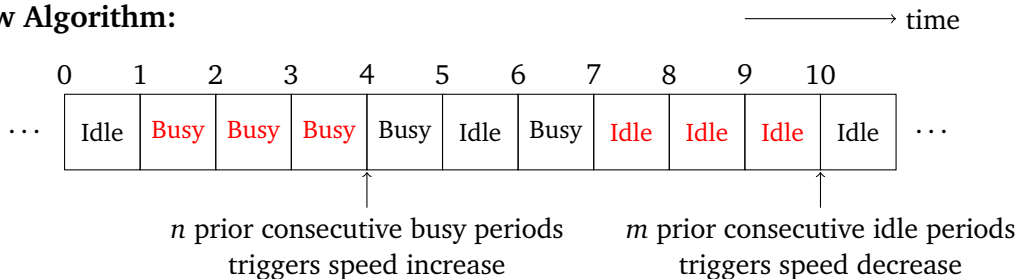 w Algorithm:
time
0 1 2 3 4 5 6 7 8 9 10
··· Idle Busy Busy Busy Busy Idle Busy Idle Idle Idle Idle ···
n prior consecutive busy periods m prior consecutive idle periods
triggers speed increase triggers speed decrease